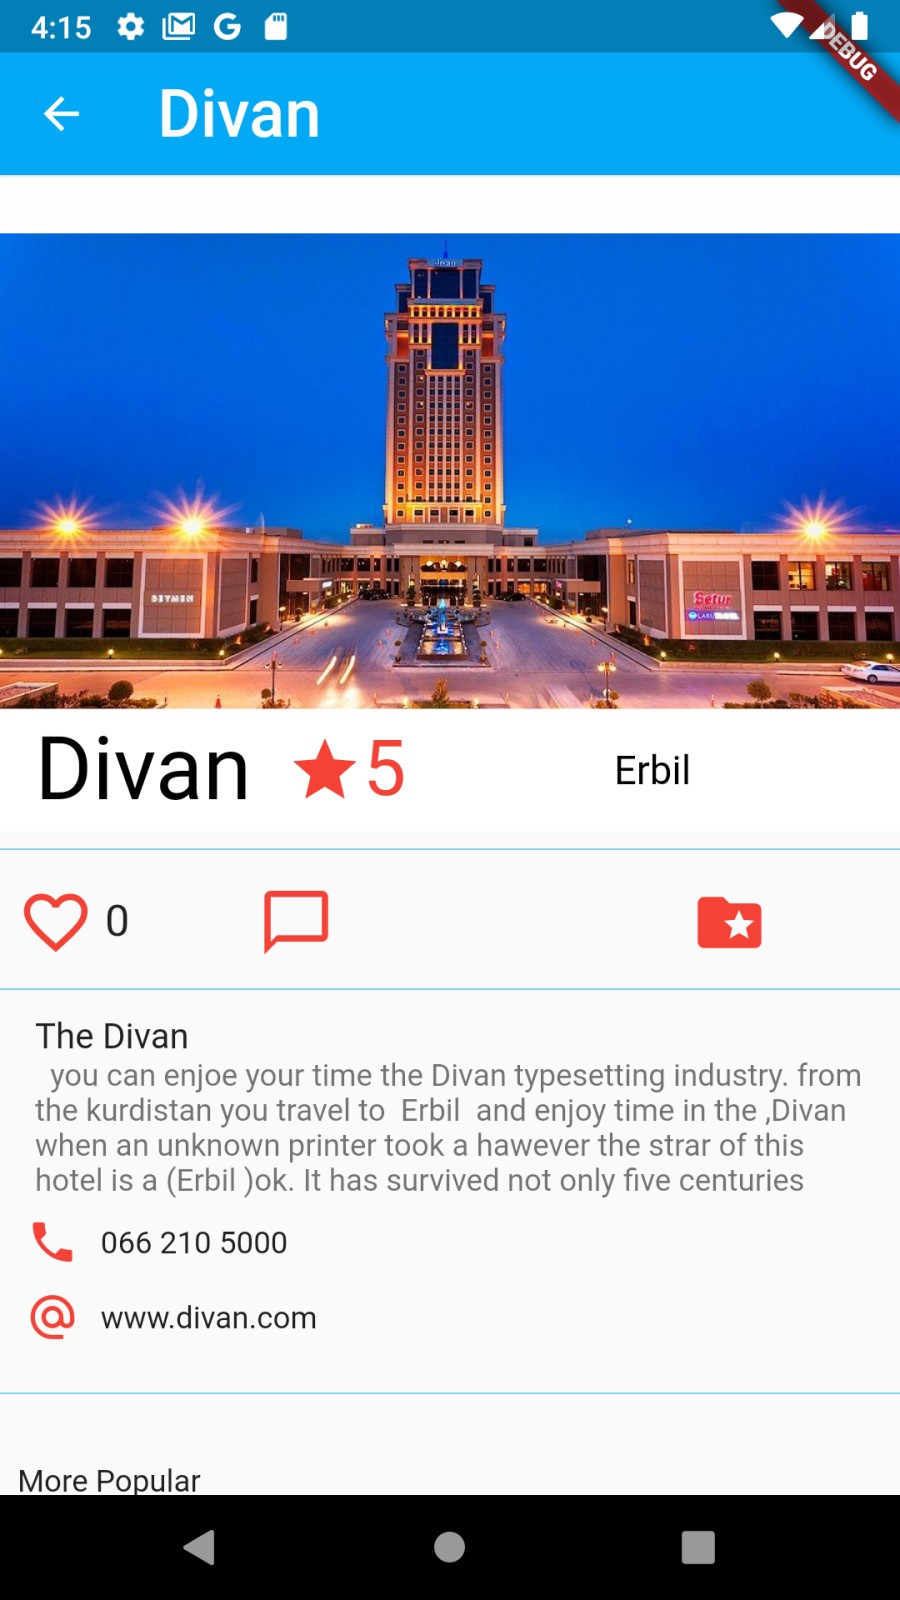 4:15
DEBUG
Divan
divan
BEYMEN
Setur
Divan 5 Erbil
0
The Divan
you can enjoe your time the Divan typesetting industry. from
the kurdistan you travel to Erbil and enjoy time in the ,Divan
when an unknown printer took a hawever the strar of this
hotel is a (Erbil )ok. It has survived not only five centuries
066 210 5000
www.divan.com
More Popular